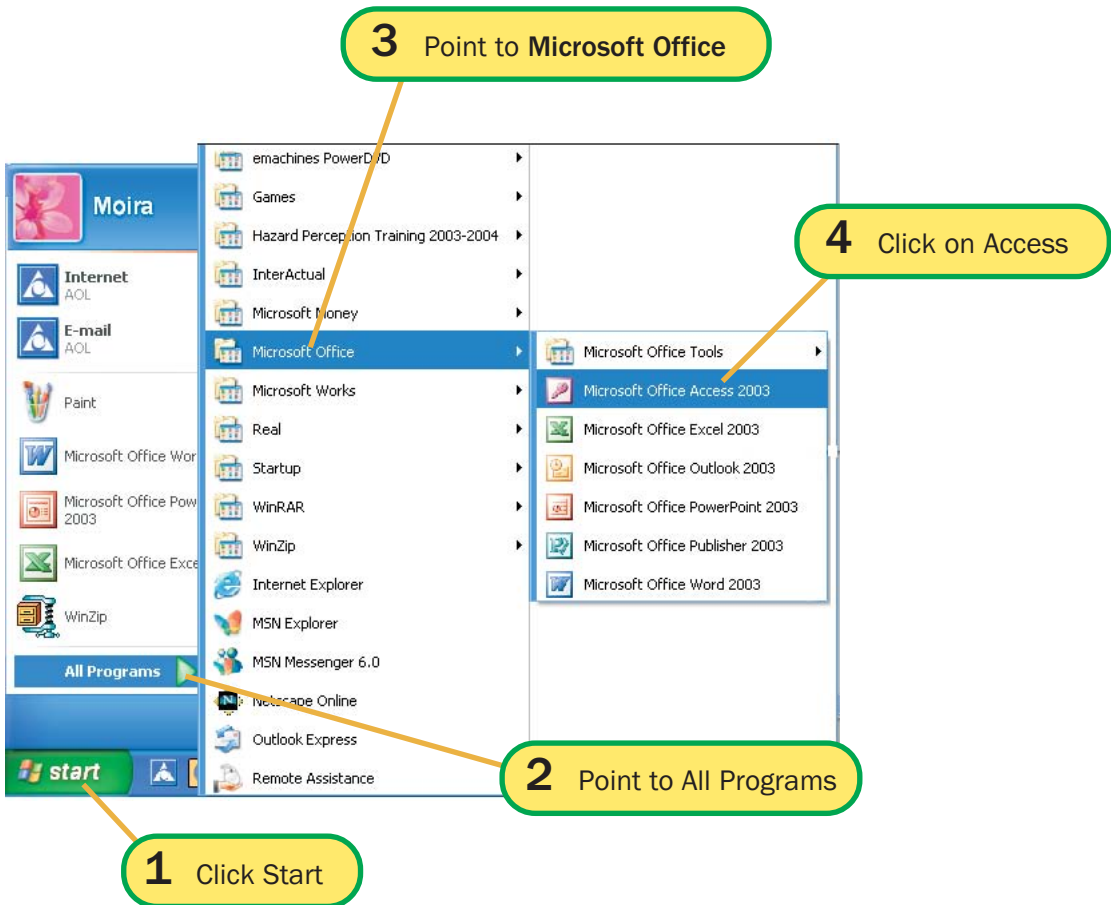 3 Point to Microsoft Office
emachines PowerDVD
Games
Hazard Perception Training 2003-2004
InterActual
Microsoft Money
Microsoft Office
Microsoft Works
Real
Startup
WinRAR
WinZip
Internet Explorer
MSN Explorer
MSN Messenger 6.0
Netscape Online
Outlook Express
Remote Assistance
Moira
Internet
AOL
E-mail
AOL
Paint
Microsoft Office Wor
Microsoft Office Pow
2003
Microsoft Office Exce
WinZip
All Programs
start
4 Click on Access
Microsoft Office Tools
Microsoft Office Access 2003
Microsoft Office Excel 2003
Microsoft Office Outlook 2003
Microsoft Office PowerPoint 2003
Microsoft Office Publisher 2003
Microsoft Office Word 2003
2 Point to All Programs
1 Click Start